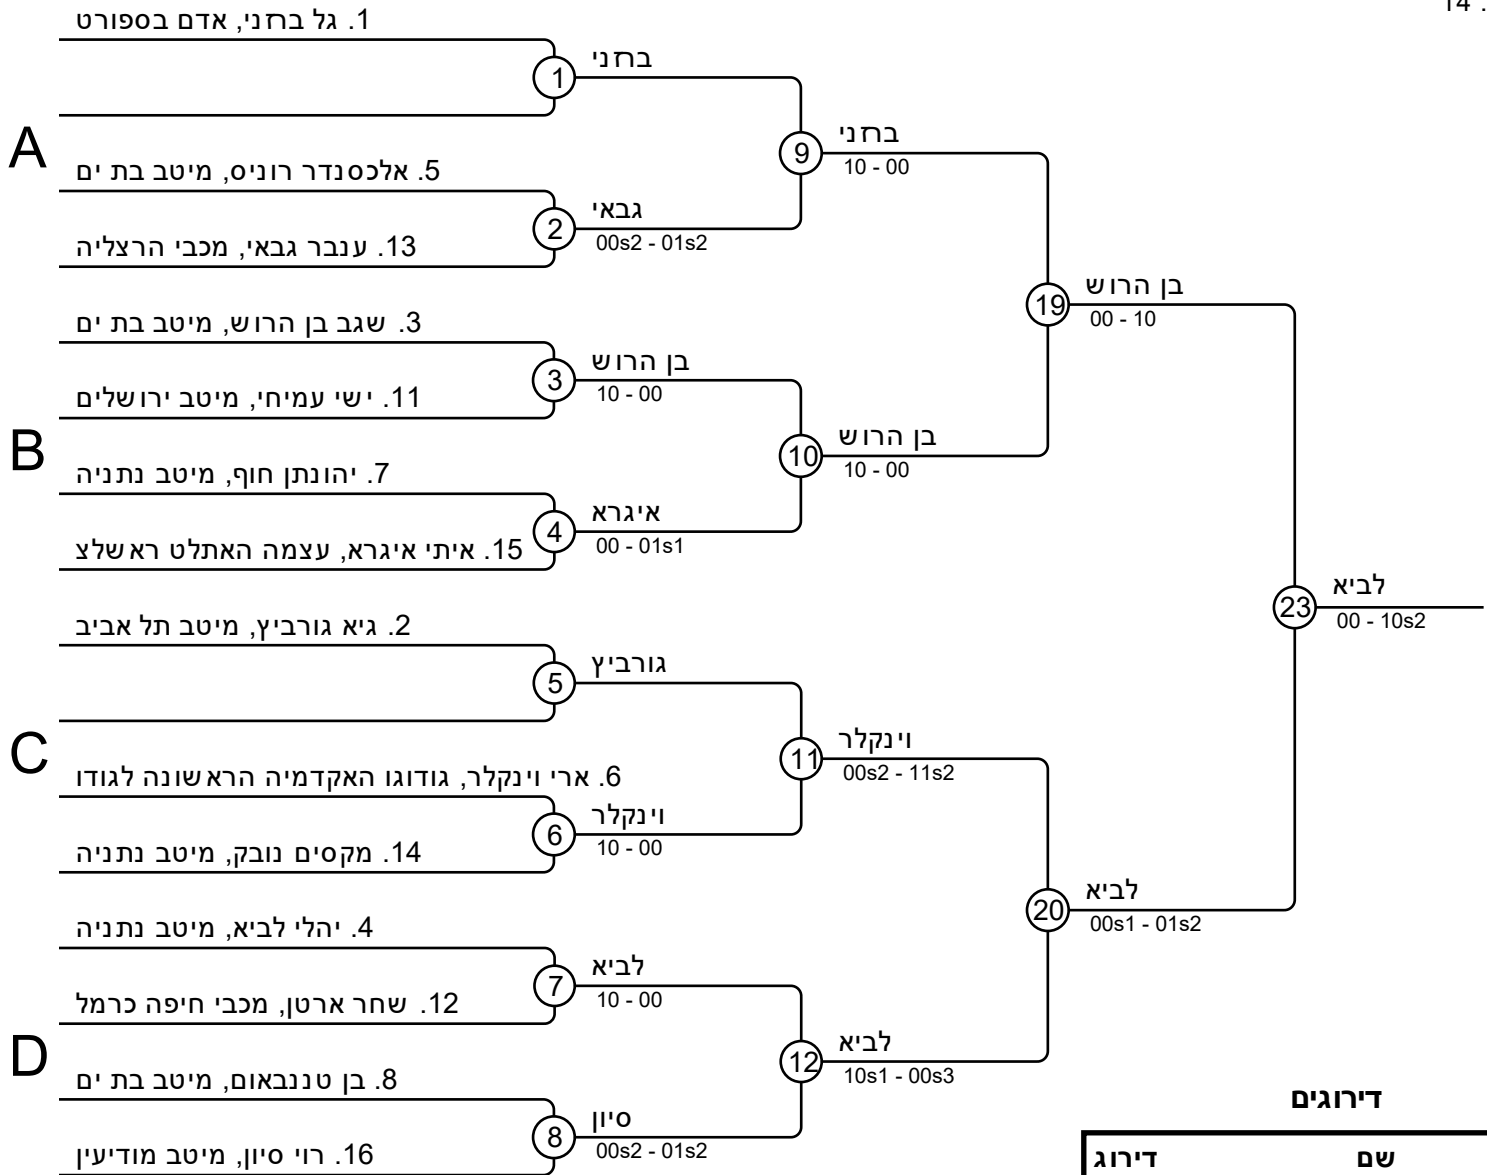 14 .
1. גל ברזני, אדם בספורט
1
ברזני
A
9
ברזני
10 - 00
5. אלכסנדר רוניס, מיטב בת ים
2
גבאי
00s2 - 01s2
13. ענבר גבאי, מכבי הרצליה
19
בן הרוש
00 - 10
3. שגב בן הרוש, מיטב בת ים
3
בן הרוש
10 - 00
11. ישי עמיחי, מיטב ירושלים
B
10
בן הרוש
10 - 00
7. יהונתן חוף, מיטב נתניה
4
איגרא
00 - 01s1
15. איתי איגרא, עצמה האתלט ראשלצ
23
לביא
00 - 10s2
2. גיא גורביץ, מיטב תל אביב
5
גורביץ
C
11
וינקלר
00s2 - 11s2
6. ארי וינקלר, גודוגו האקדמיה הראשונה לגודו
6
וינקלר
10 - 00
14. מקסים נובק, מיטב נתניה
20
לביא
00s1 - 01s2
4. יהלי לביא, מיטב נתניה
7
לביא
10 - 00
12. שחר ארטן, מכבי חיפה כרמל
D
12
לביא
10s1 - 00s3
8. בן טננבאום, מיטב בת ים
8
סיון
00s2 - 01s2
16. רוי סיון, מיטב מודיעין
דירוגים
שם דירוג